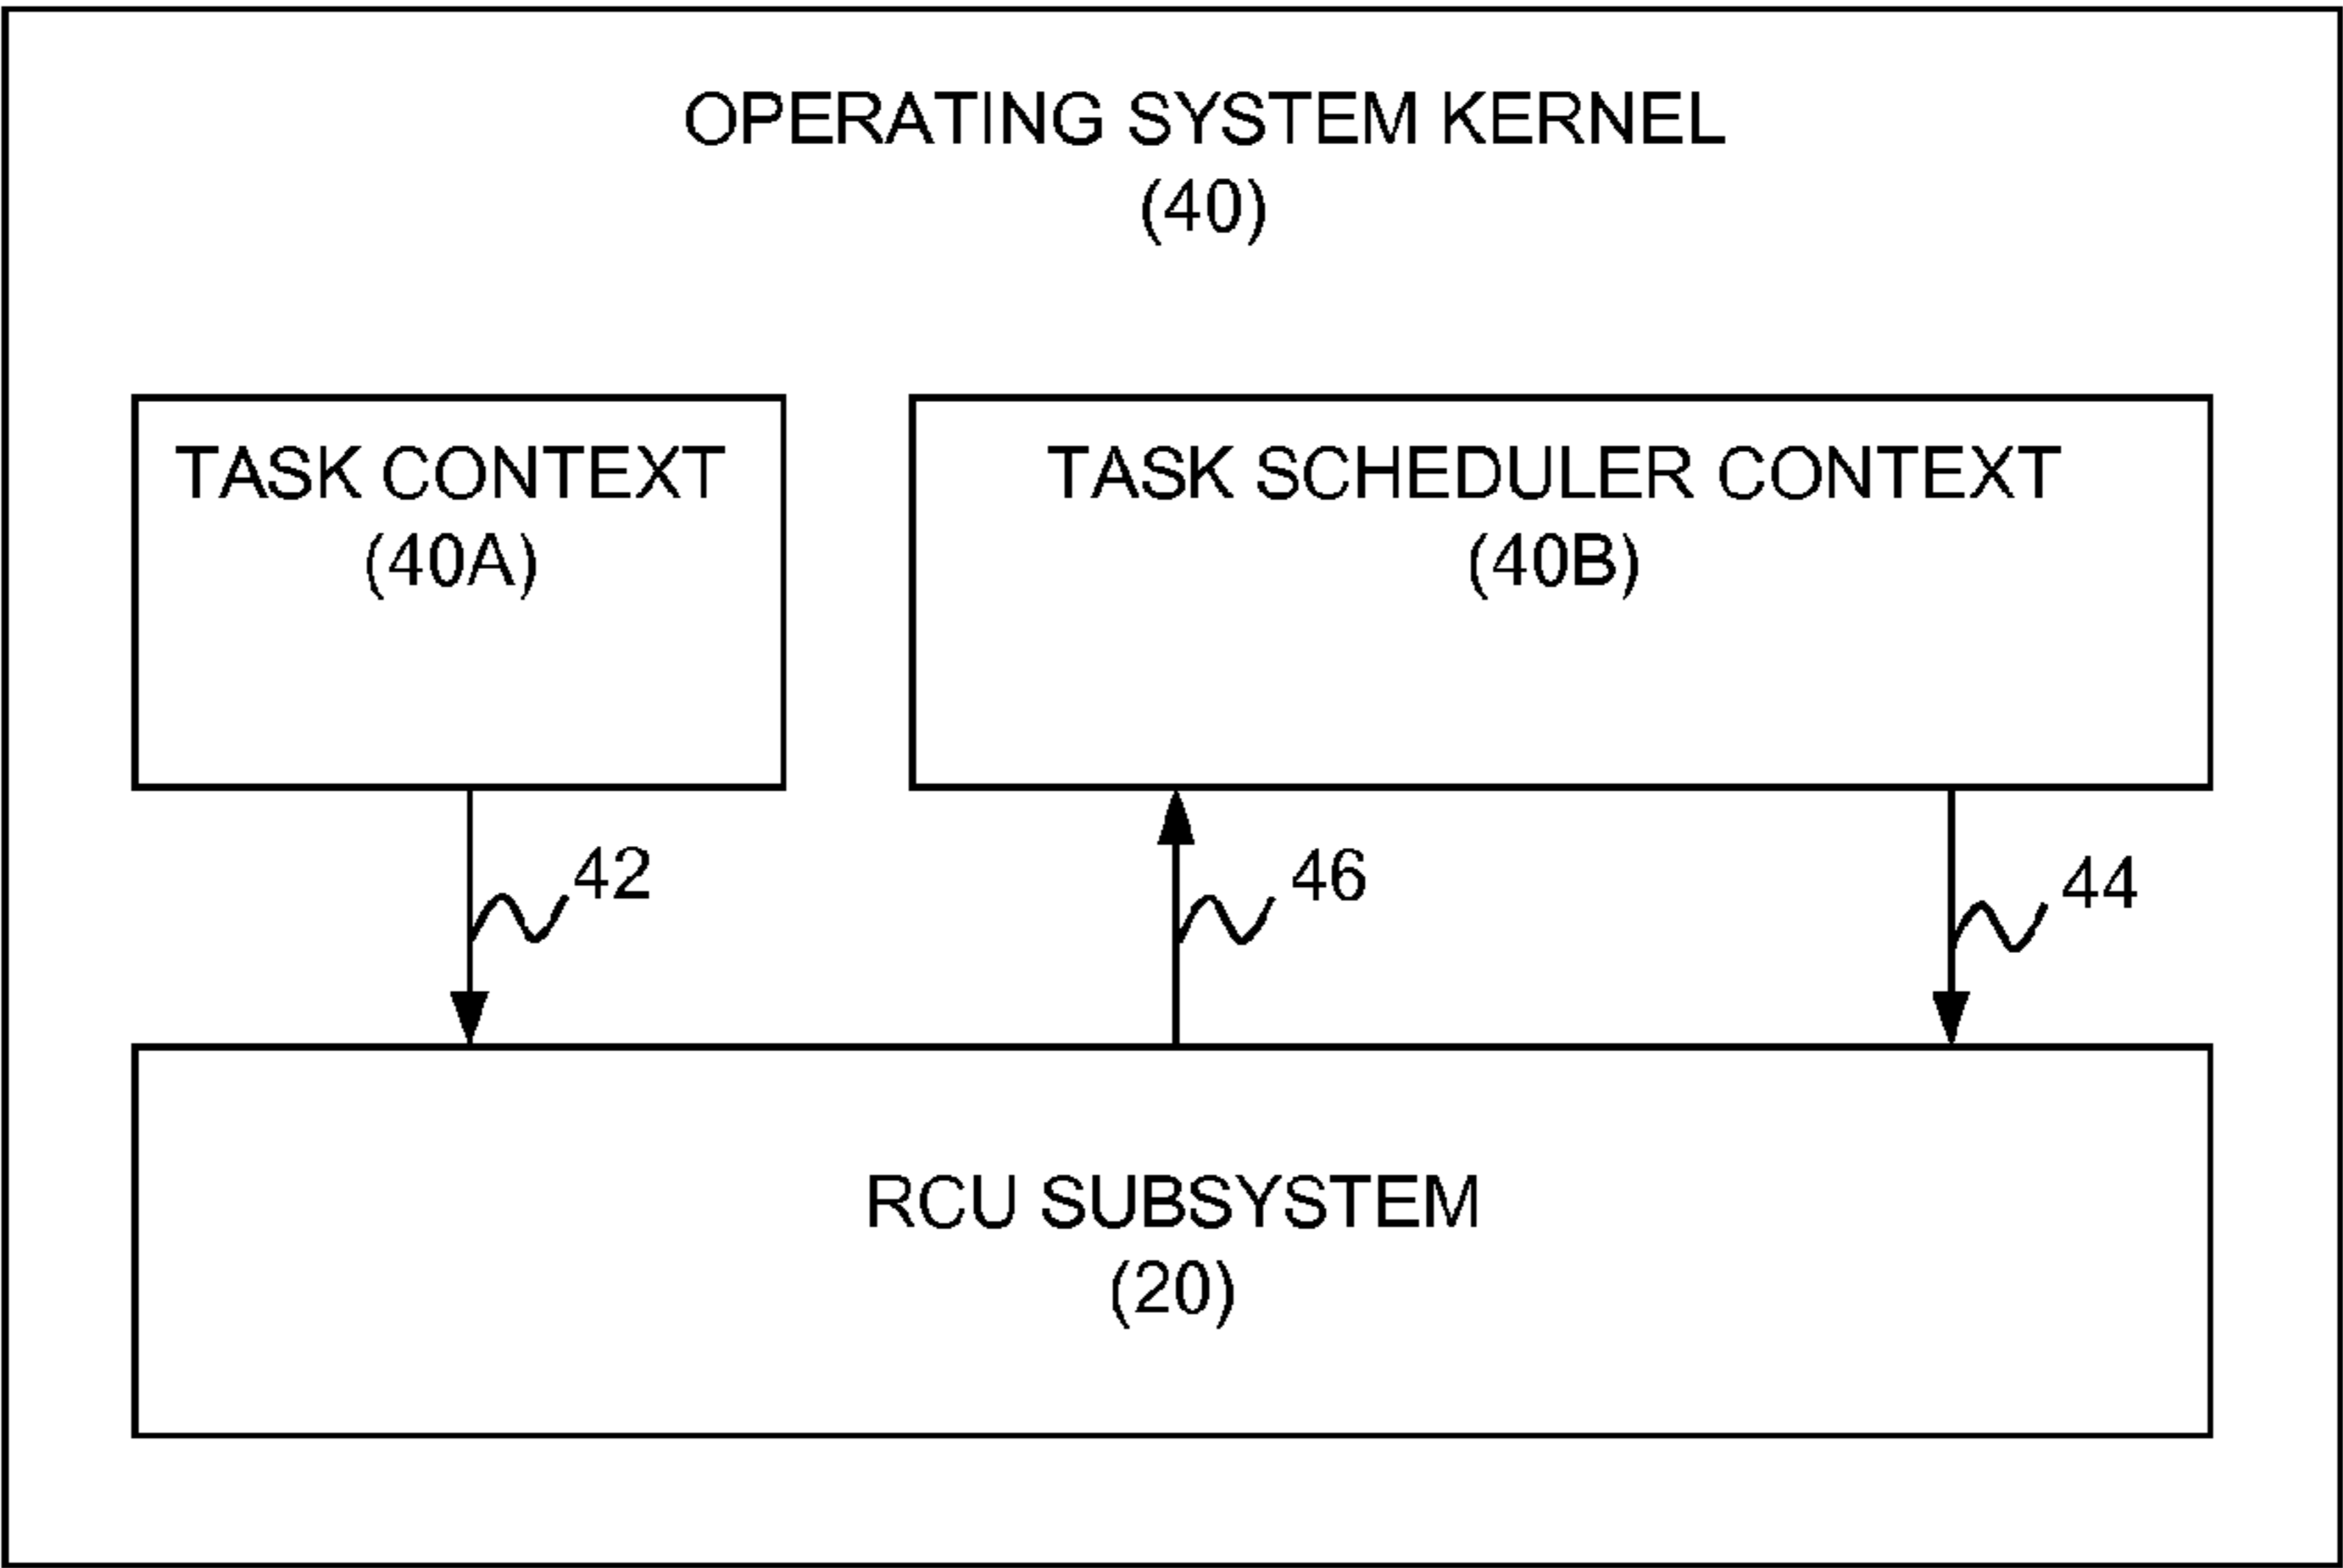 OPERATING SYSTEM KERNEL
(40)
TASK CONTEXT
(40A)
TASK SCHEDULER CONTEXT
(40B)
42
46
44
RCU SUBSYSTEM
(20)